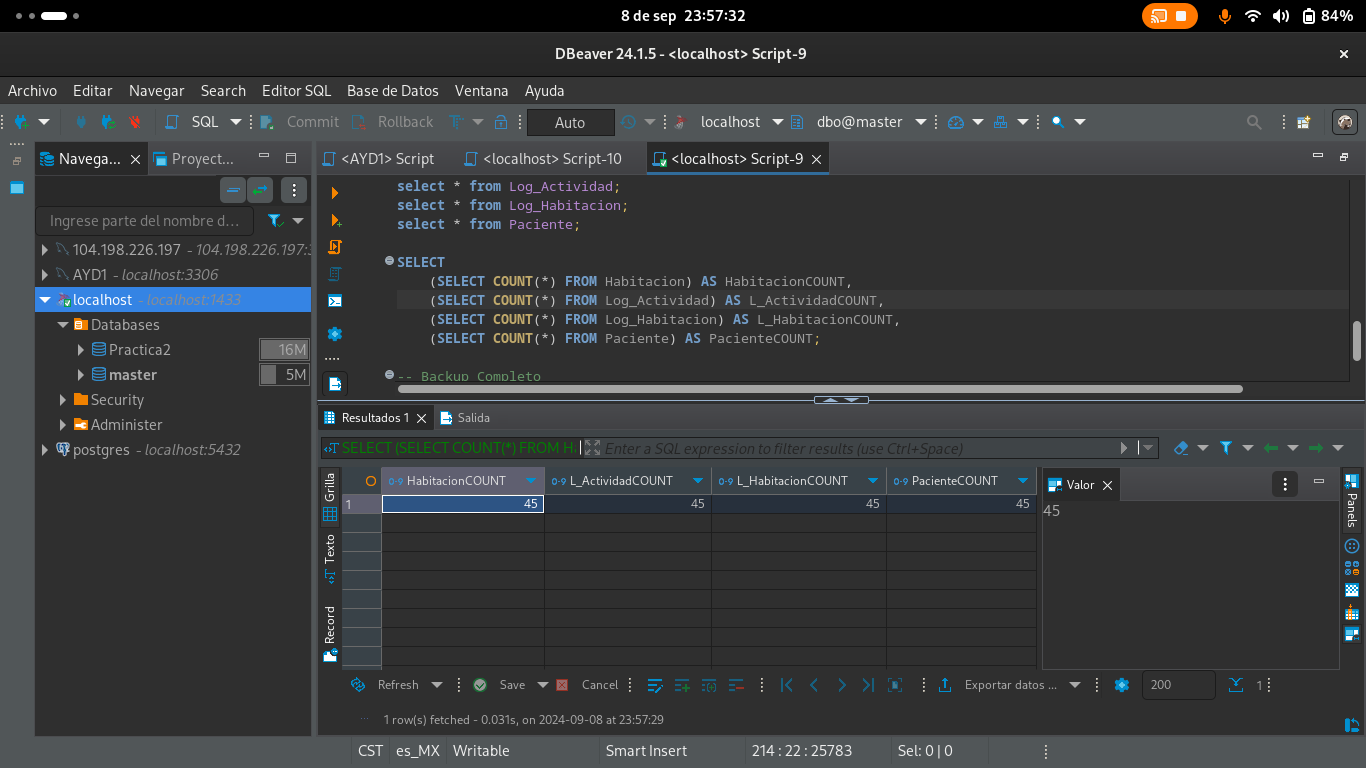 8 de sep 23:57:32
84%
DBeaver 24.1.5 - <localhost> Script-9
Archivo Editar Navegar Search Editor SQL Base de Datos Ventana Ayuda
SQL Commit Rollback Auto localhost dbo@master
Navega... Proyect...
Ingrese parte del nombre d...
104.198.226.197 - 104.198.226.197:3
AYD1 - localhost:3306
localhost - localhost:1433
Databases
Practica2 16M
master 5M
Security
Administer
postgres - localhost:5432
<AYD1> Script <localhost> Script-10 <localhost> Script-9
select * from Log_Actividad;
select * from Log_Habitacion;
select * from Paciente;
SELECT
(SELECT COUNT(*) FROM Habitacion) AS HabitacionCOUNT,
(SELECT COUNT(*) FROM Log_Actividad) AS L_ActividadCOUNT,
(SELECT COUNT(*) FROM Log_Habitacion) AS L_HabitacionCOUNT,
(SELECT COUNT(*) FROM Paciente) AS PacienteCOUNT;
-- Backup Completo
Resultados 1 Salida
SELECT (SELECT COUNT(*) FROM H Enter a SQL expression to filter results (use Ctrl+Space)
Grilla
Texto
Record
HabitacionCOUNT L_ActividadCOUNT L_HabitacionCOUNT PacienteCOUNT
1 45 45 45 45
Valor
45
Panels
Refresh Save Cancel Exportar datos ... 200 1
1 row(s) fetched - 0.031s, on 2024-09-08 at 23:57:29
CST es_MX Writable Smart Insert 214 : 22 : 25783 Sel: 0 | 0